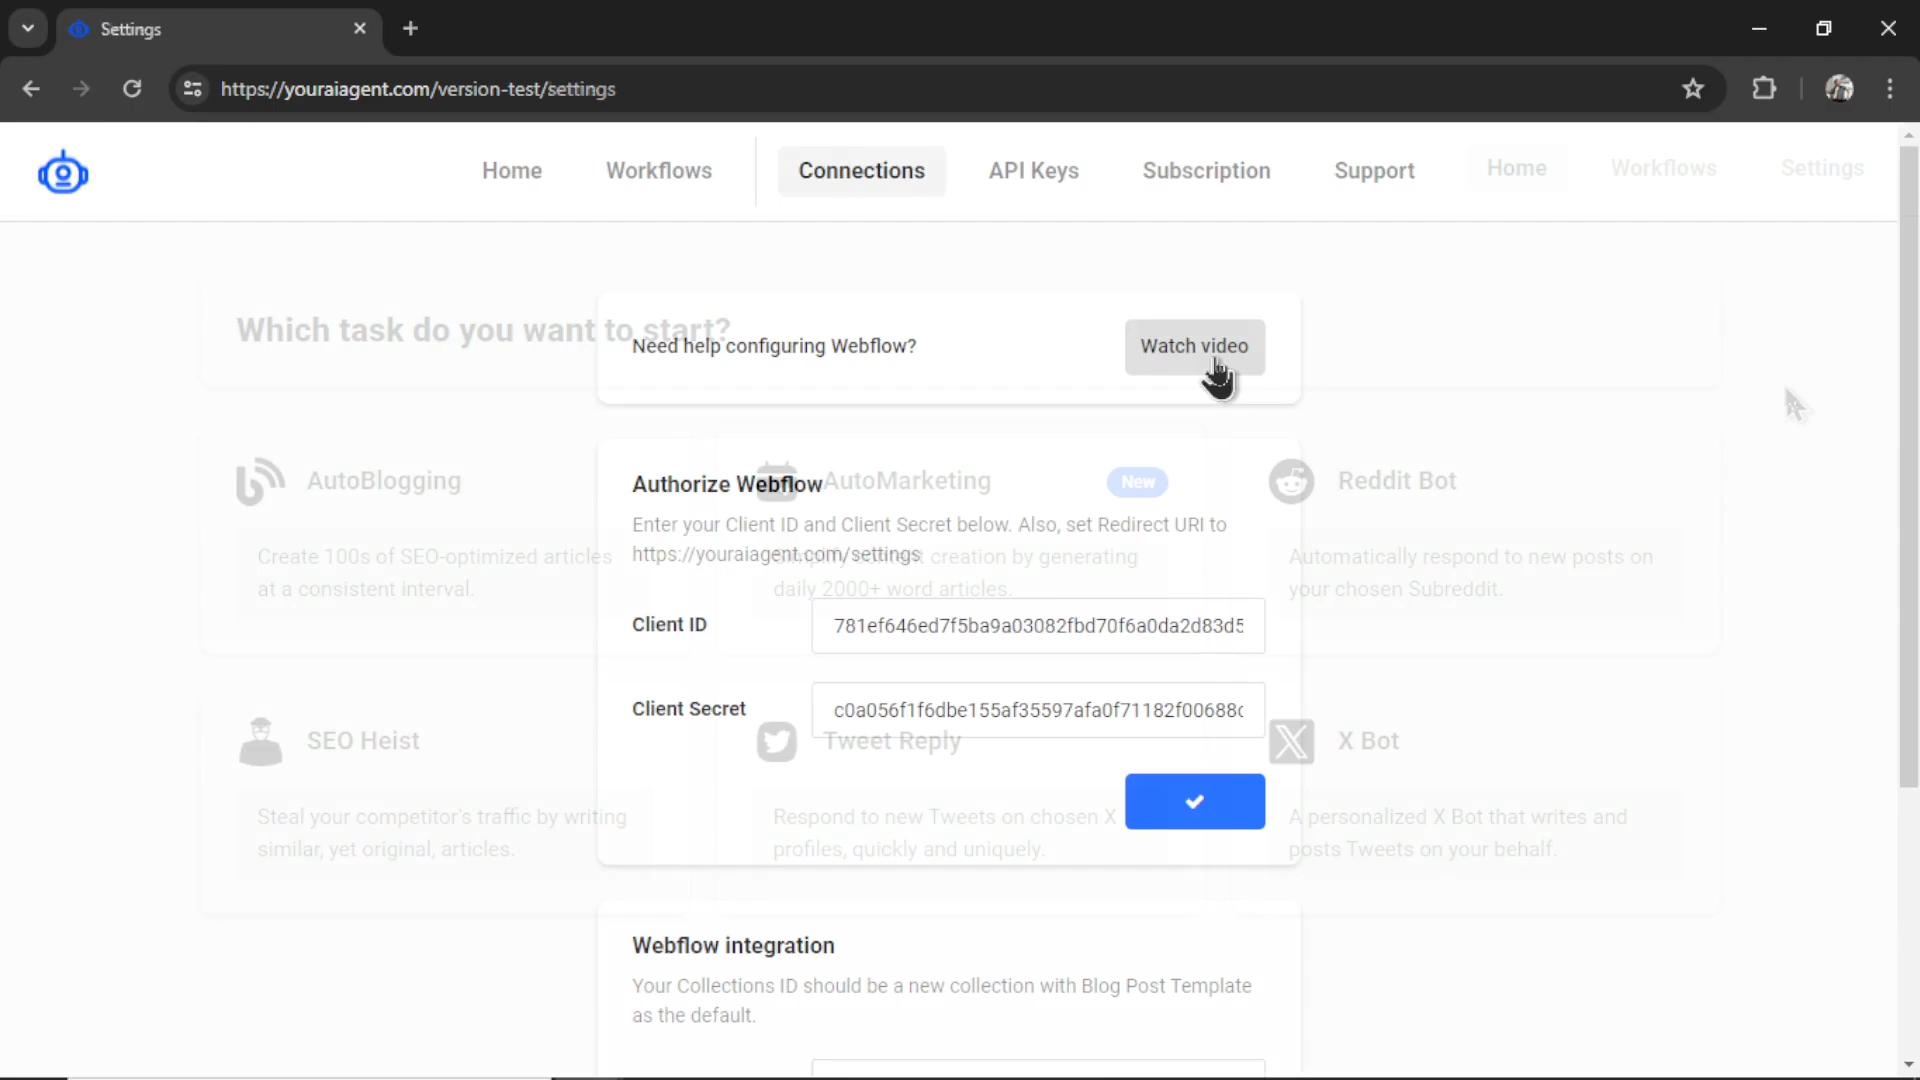 Settings
https://youraiagent.com/version-test/settings
Home
Workflows
Connections
API Keys
Subscription
Support
Home
Workflows
Settings
Which task do you want to start?
Need help configuring Webflow?
Watch video
AutoBlogging
Create 100s of SEO-optimized articles
at a consistent interval.
AutoMarketing
New
creation by generating
daily 2000+ word articles.
Reddit Bot
Automatically respond to new posts on
your chosen Subreddit.
Authorize Webflow
Enter your Client ID and Client Secret below. Also, set Redirect URI to
https://youraiagent.com/settings
Client ID
781ef646ed7f5ba9a03082fbd70f6a0da2d83d5
Client Secret
c0a056f1f6dbe155af35597afa0f71182f00688
SEO Heist
Steal your competitor's traffic by writing
similar, yet original, articles.
Tweet Reply
Respond to new Tweets on chosen X
profiles, quickly and uniquely.
X Bot
A personalized X Bot that writes and
posts Tweets on your behalf.
Webflow integration
Your Collections ID should be a new collection with Blog Post Template
as the default.